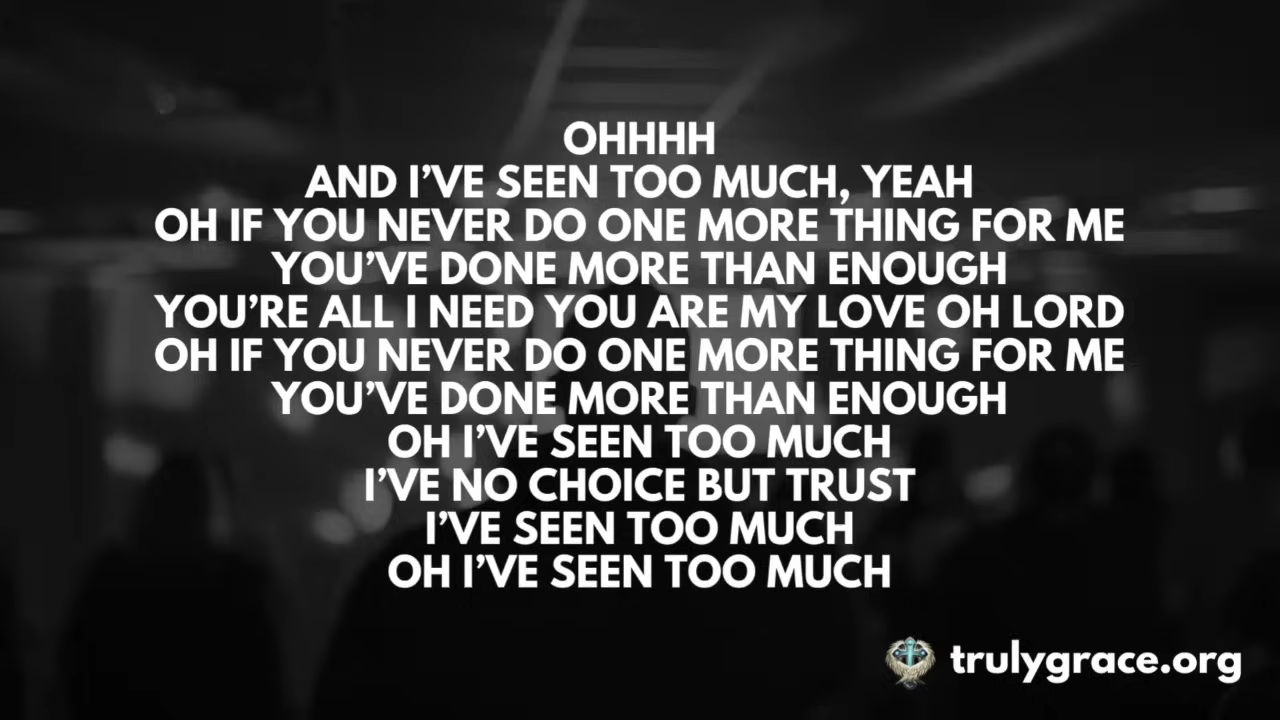 OHHHH
AND I'VE SEEN TOO MUCH, YEAH
OH IF YOU NEVER DO ONE MORE THING FOR ME
YOU'VE DONE MORE THAN ENOUGH
YOU'RE ALL I NEED YOU ARE MY LOVE OH LORD
OH IF YOU NEVER DO ONE MORE THING FOR ME
YOU'VE DONE MORE THAN ENOUGH
OH I'VE SEEN TOO MUCH
I'VE NO CHOICE BUT TRUST
I'VE SEEN TOO MUCH
OH I'VE SEEN TOO MUCH
trulygrace.org